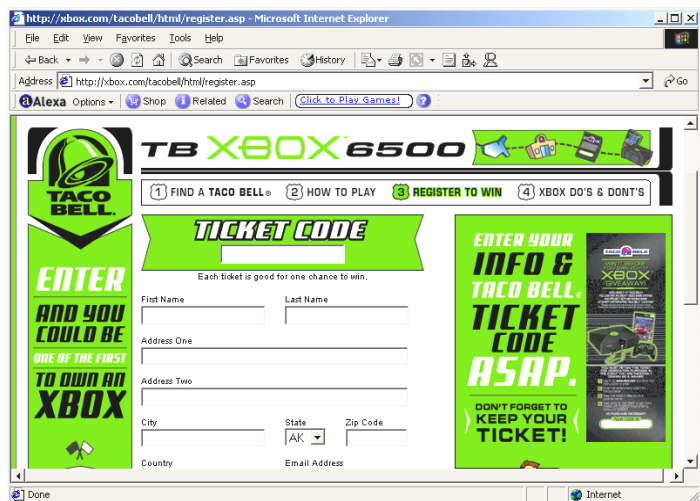 http://xbox.com/tacobell/html/register.asp - Microsoft Internet Explorer
File Edit View Favorites Tools Help
Back Search Favorites History
Address http://xbox.com/tacobell/html/register.asp Go
Alexa Options Shop Related Search Click to Play Games! ?
TACO BELL®
TB XBOX™ 6500
1 FIND A TACO BELL® 2 HOW TO PLAY 3 REGISTER TO WIN 4 XBOX DO'S & DONT'S
ENTER
AND YOU
COULD BE
ONE OF THE FIRST
TO OWN AN
XBOX
TICKET CODE
Each ticket is good for one chance to win.
First Name Last Name
Address One
Address Two
City State Zip Code
AK
Country Email Address
ENTER YOUR
INFO &
TACO BELL®
TICKET
CODE
ASAP.
DON'T FORGET TO
KEEP YOUR
TICKET!
TACO BELL
XBOX
GIVEAWAY!
Done Internet